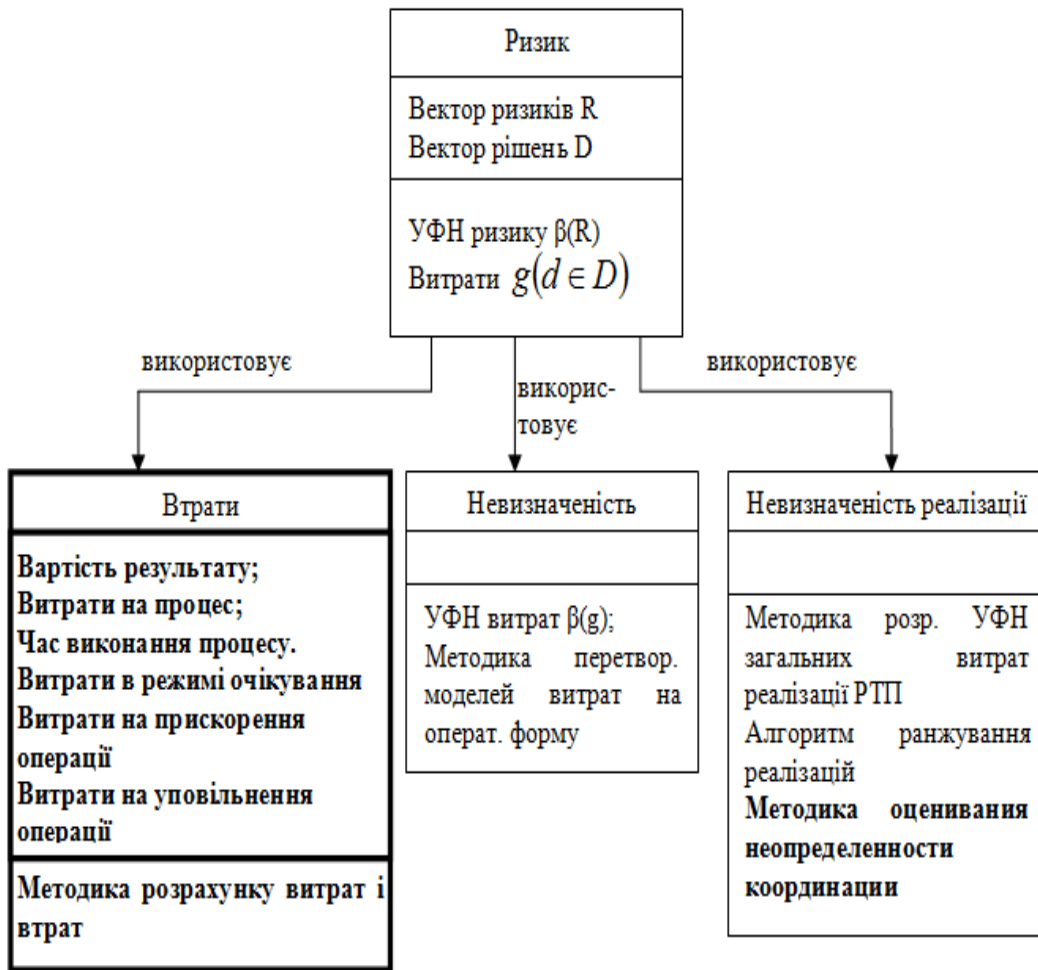 Ризик
Вектор ризиків R
Вектор рішень D
УФН ризику β(R)
Витрати g(d ∈ D)
використовує
використовує
викорис-
товує
Втрати
Вартість результату;
Витрати на процес;
Час виконання процесу.
Витрати в режимі очікування
Витрати на прискорення
операції
Витрати на уповільнення
операції
Методика розрахунку витрат і
втрат
Невизначеність
УФН витрат β(g);
Методика перетвор.
моделей витрат на
операт. форму
Невизначеність реалізації
Методика розр. УФН
загальних витрат
реалізації РТП
Алгоритм ранжування
реалізацій
Методика оценивания
неопределенности
координации